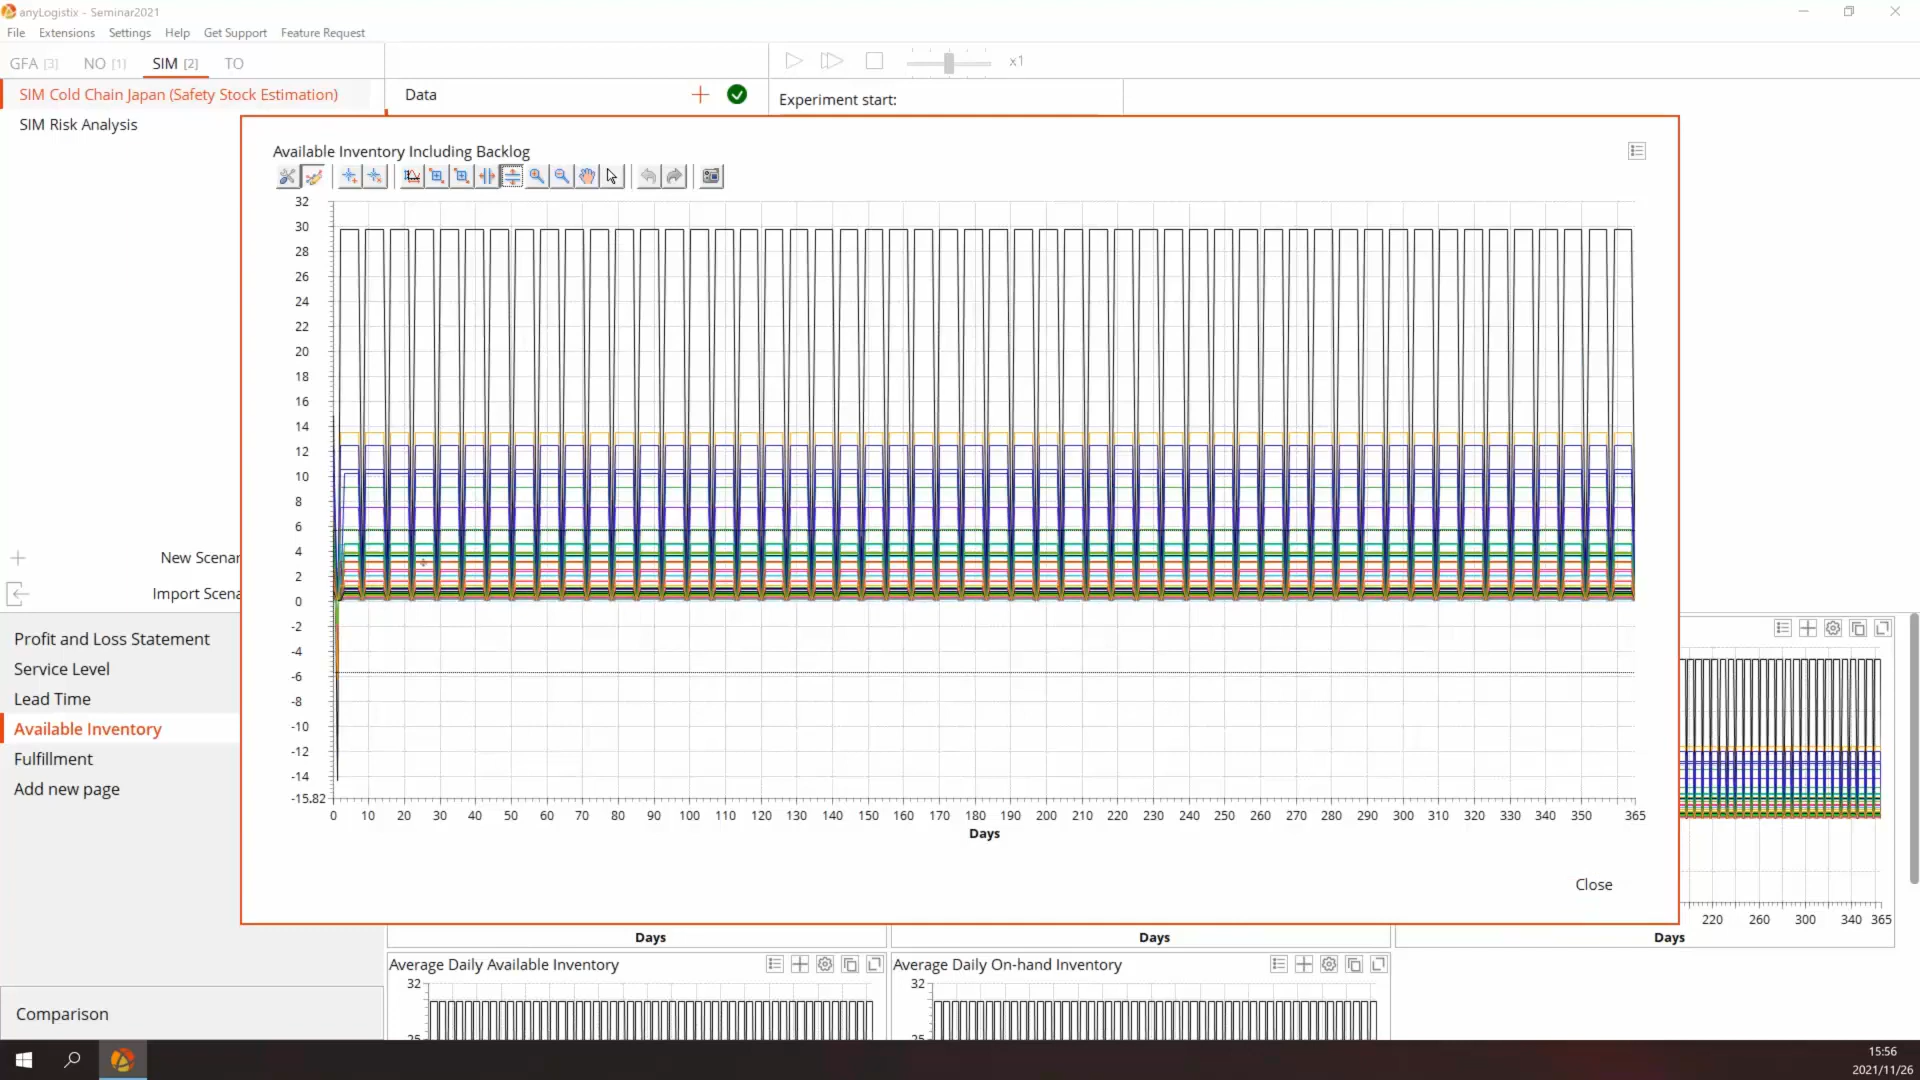 anyLogistix - Seminar2021
File Extensions Settings Help Get Support Feature Request
GFA [3] NO [1] SIM [2] TO
x1
SIM Cold Chain Japan (Safety Stock Estimation)
Data
Experiment start:
SIM Risk Analysis
Available Inventory Including Backlog
32
30
28
26
24
22
20
18
16
14
12
10
8
6
4
2
0
-2
-4
-6
-8
-10
-12
-14
-15.82
0 10 20 30 40 50 60 70 80 90 100 110 120 130 140 150 160 170 180 190 200 210 220 230 240 250 260 270 280 290 300 310 320 330 340 350 365
Days
Close
New Scenar
Import Scena
Profit and Loss Statement
Service Level
Lead Time
Available Inventory
Fulfillment
Add new page
Comparison
220 260 300 340 365
Days
Days
Days
Average Daily Available Inventory
32
Average Daily On-hand Inventory
32
15:56
2021/11/26